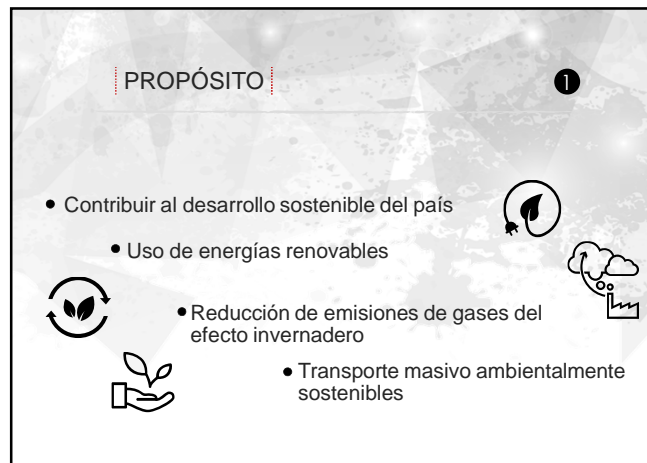 PROPÓSITO
1
• Contribuir al desarrollo sostenible del país
• Uso de energías renovables
• Reducción de emisiones de gases del
efecto invernadero
• Transporte masivo ambientalmente
sostenibles